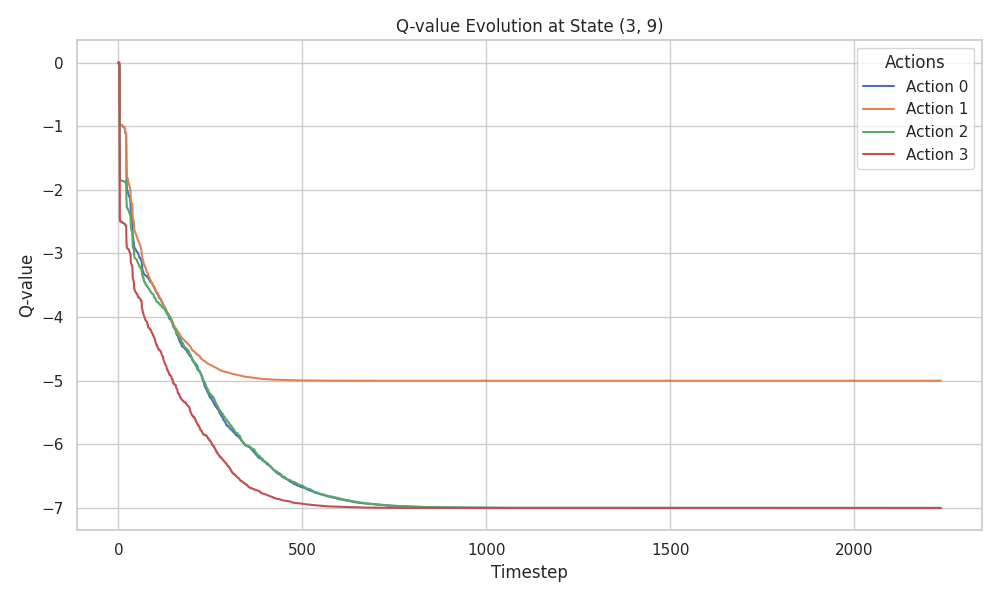 Q-value Evolution at State (3, 9)
Actions
Action 0
Action 1
Action 2
Action 3
Q-value
0
−1
−2
−3
−4
−5
−6
−7
0 500 1000 1500 2000
Timestep